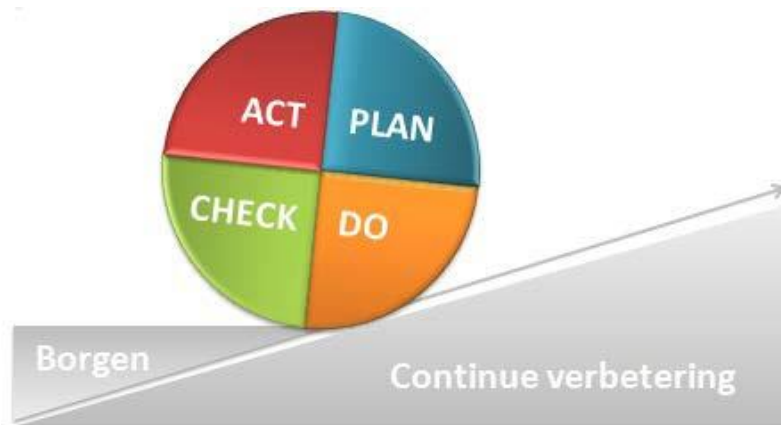 ACT
PLAN
CHECK
DO
Borgen
Continue verbetering